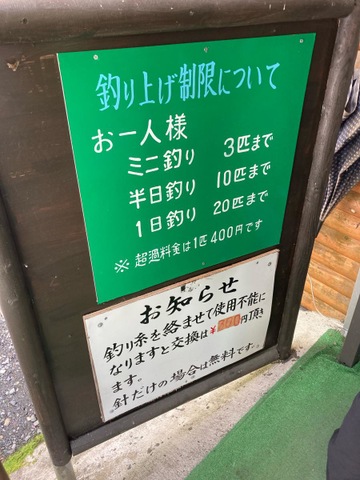 釣り上げ制限について
お一人様
ミニ釣り 3匹まで
半日釣り 10匹まで
1日釣り 20匹まで
※ 超過料金は1匹400円です
お知らせ
釣り糸を絡ませて使用不能に
なりますと交換は¥200円頂き
ます。
針だけの場合は無料です。